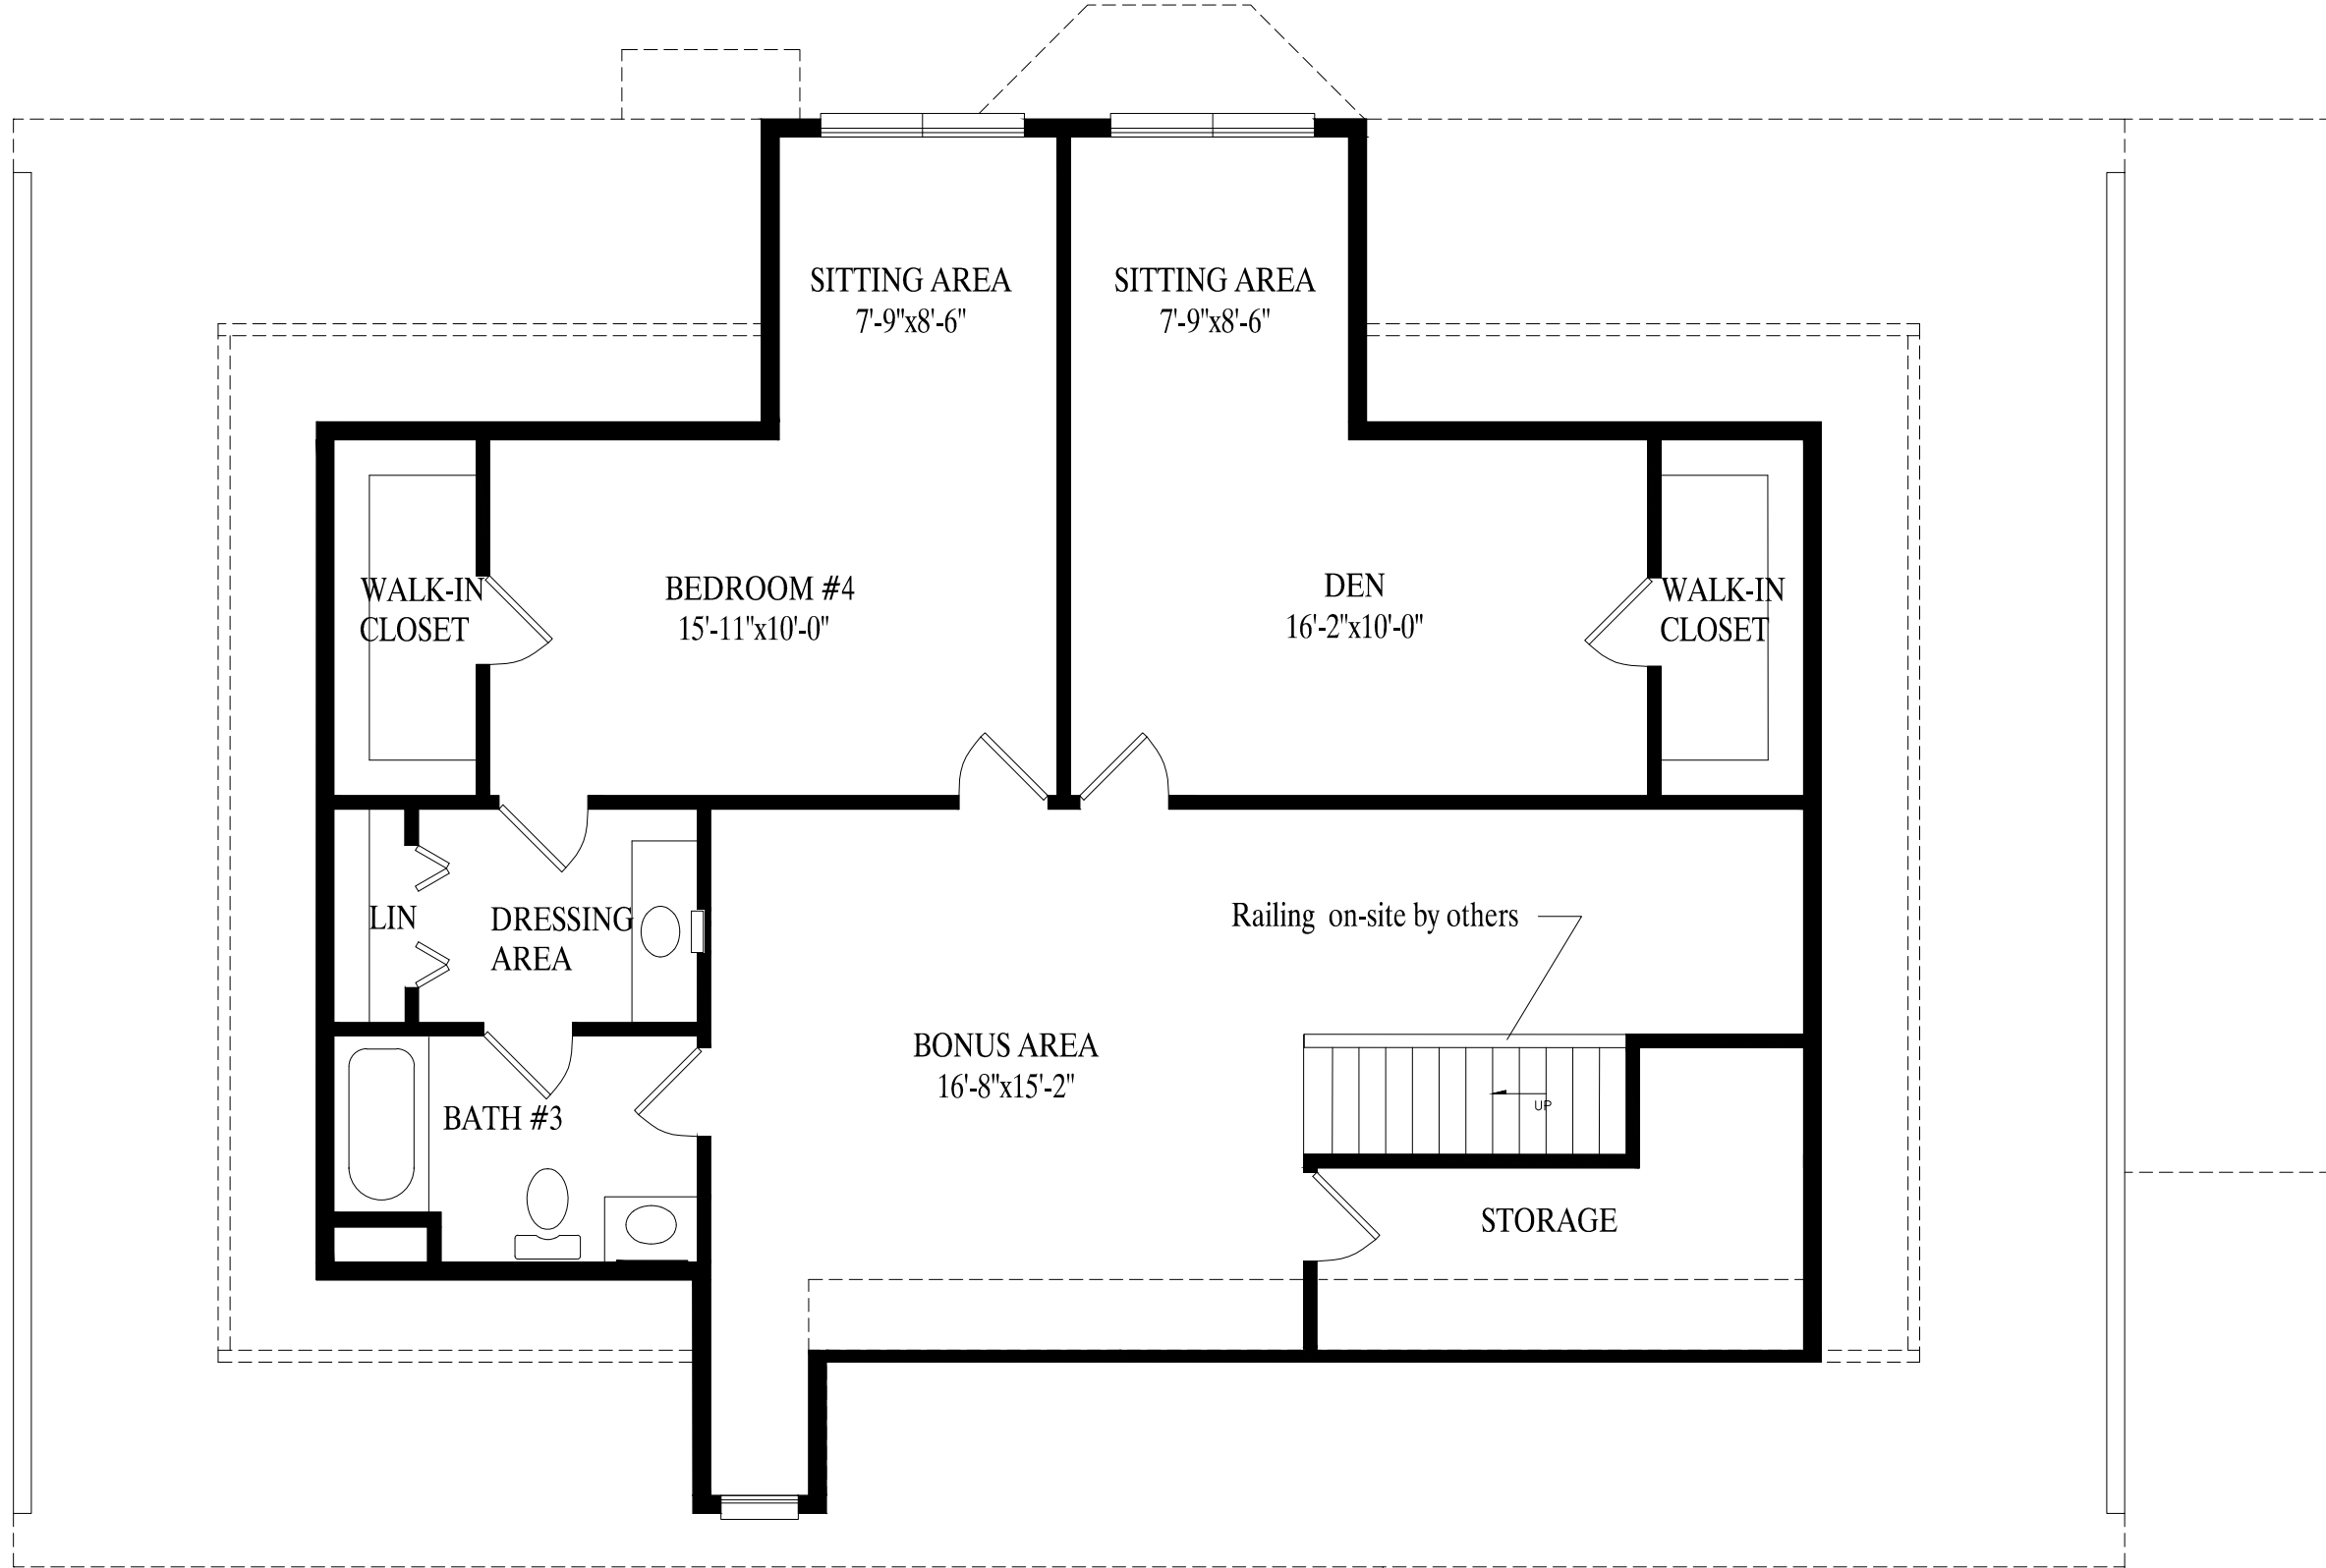 SITTING AREA
7'-9"x8'-6"
SITTING AREA
7'-9"x8'-6"
WALK-IN
CLOSET
BEDROOM #4
15'-11"x10'-0"
DEN
16'-2"x10'-0"
WALK-IN
CLOSET
LIN
DRESSING
AREA
Railing on-site by others
BONUS AREA
16'-8"x15'-2"
UP
BATH #3
STORAGE